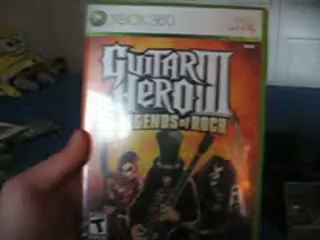 XBOX 360
GUITAR
HERO III
LEGENDS of ROCK
T